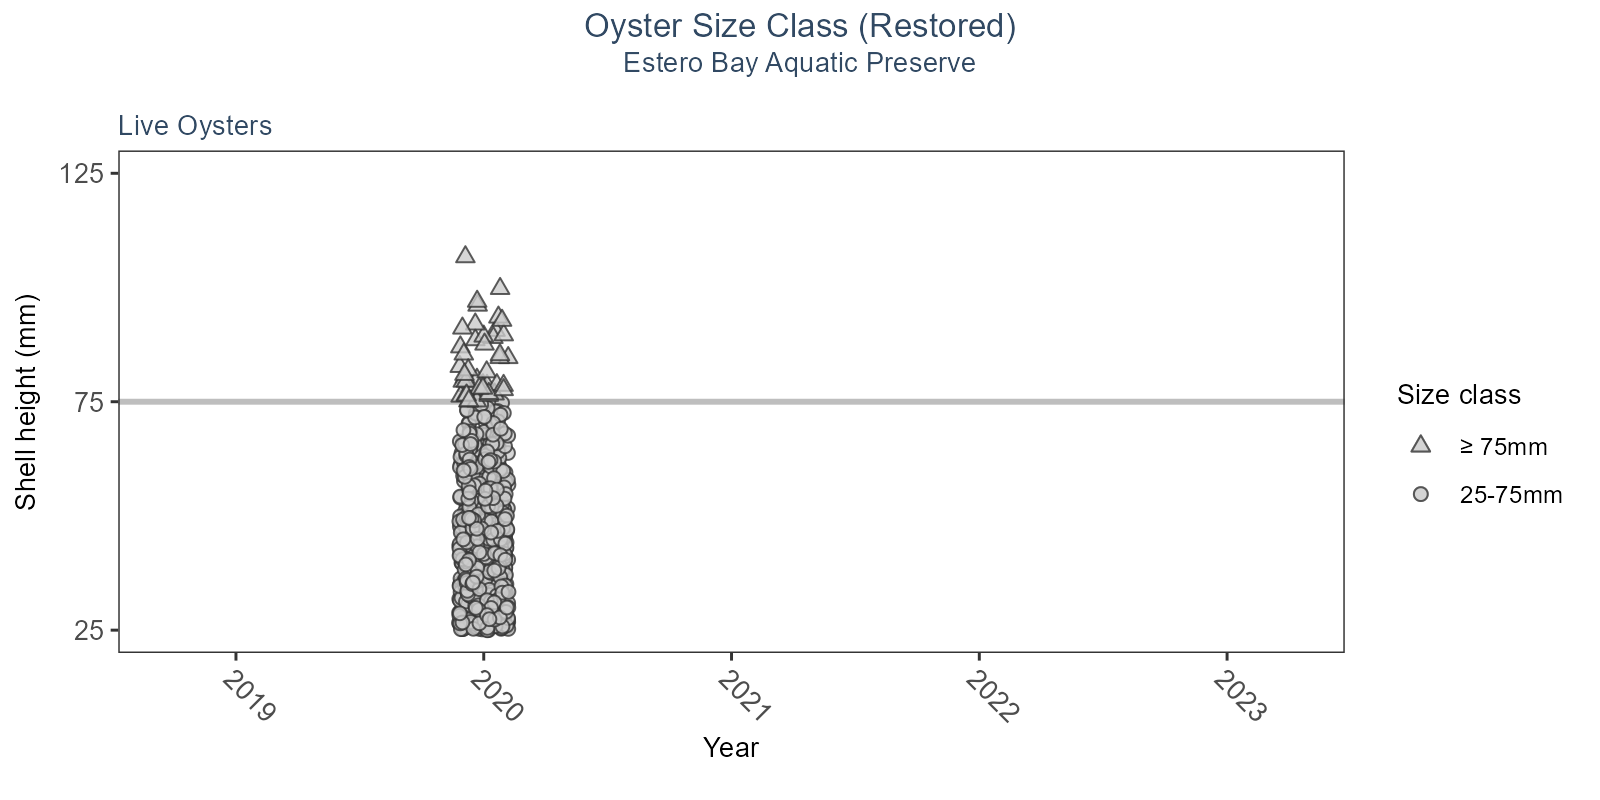 Oyster Size Class (Restored)
Estero Bay Aquatic Preserve
Live Oysters
125
75
25
Shell height (mm)
2019
2020
2021
2022
2023
Year
Size class
≥ 75mm
25-75mm